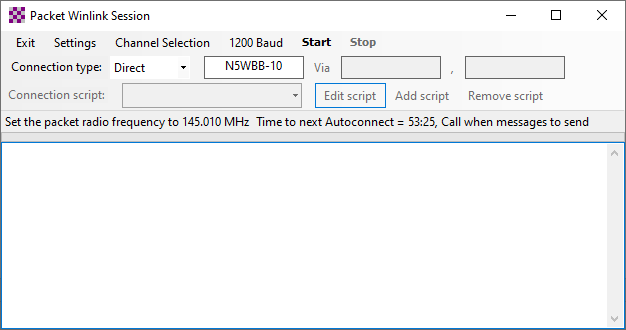 Packet Winlink Session
Exit Settings Channel Selection 1200 Baud Start Stop
Connection type: Direct N5WBB-10 Via ,
Connection script: Edit script Add script Remove script
Set the packet radio frequency to 145.010 MHz  Time to next Autoconnect = 53:25, Call when messages to send